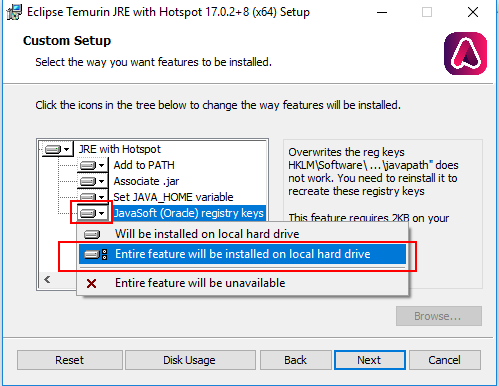 Eclipse Temurin JRE with Hotspot 17.0.2+8 (x64) Setup
Custom Setup
Select the way you want features to be installed.
Click the icons in the tree below to change the way features will be installed.
JRE with Hotspot
Add to PATH
Associate .jar
Set JAVA_HOME variable
JavaSoft (Oracle) registry keys
Will be installed on local hard drive
Entire feature will be installed on local hard drive
Entire feature will be unavailable
Overwrites the reg keys
HKLM\Software\ ...\javapath" does
not work. You need to reinstall it to
recreate these registry keys
This feature requires 2KB on your
Browse...
Reset
Disk Usage
Back
Next
Cancel